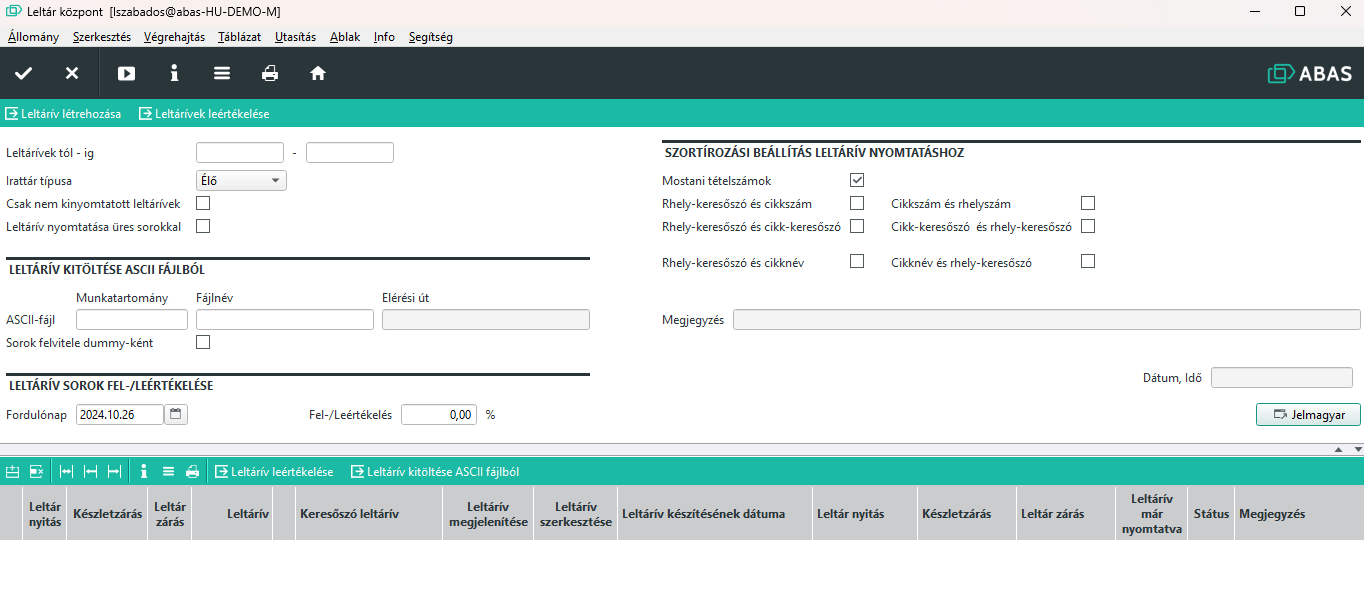 Leltár központ [lszabados@abas-HU-DEMO-M]
Állomány Szerkesztés Végrehajtás Táblázat Utasítás Ablak Info Segítség
ABAS
Leltárív létrehozása Leltárívek leértékelése
Leltárívek tól - ig -
Irattár típusa Élő
Csak nem kinyomtatott leltárívek
Leltárív nyomtatása üres sorokkal
SZORTÍROZÁSI BEÁLLÍTÁS LELTÁRÍV NYOMTATÁSHOZ
Mostani tételszámok
Rhely-keresőszó és cikkszám Cikkszám és rhelyszám
Rhely-keresőszó és cikk-keresőszó Cikk-keresőszó és rhely-keresőszó
Rhely-keresőszó és cikknév Cikknév és rhely-keresőszó
LELTÁRÍV KITÖLTÉSE ASCII FÁJLBÓL
Munkatartomány Fájlnév Elérési út
ASCII-fájl
Sorok felvitele dummy-ként
Megjegyzés
Dátum, Idő
LELTÁRÍV SOROK FEL-/LEÉRTÉKELÉSE
Fordulónap 2024.10.26 Fel-/Leértékelés 0,00 %
Jelmagyar
Leltárív leértékelése Leltárív kitöltése ASCII fájlból
Leltár nyitás Készletzárás Leltár zárás Leltárív Keresőszó leltárív Leltárív megjelenítése Leltárív szerkesztése Leltárív készítésének dátuma Leltár nyitás Készletzárás Leltár zárás Leltárív már nyomtatva Státus Megjegyzés